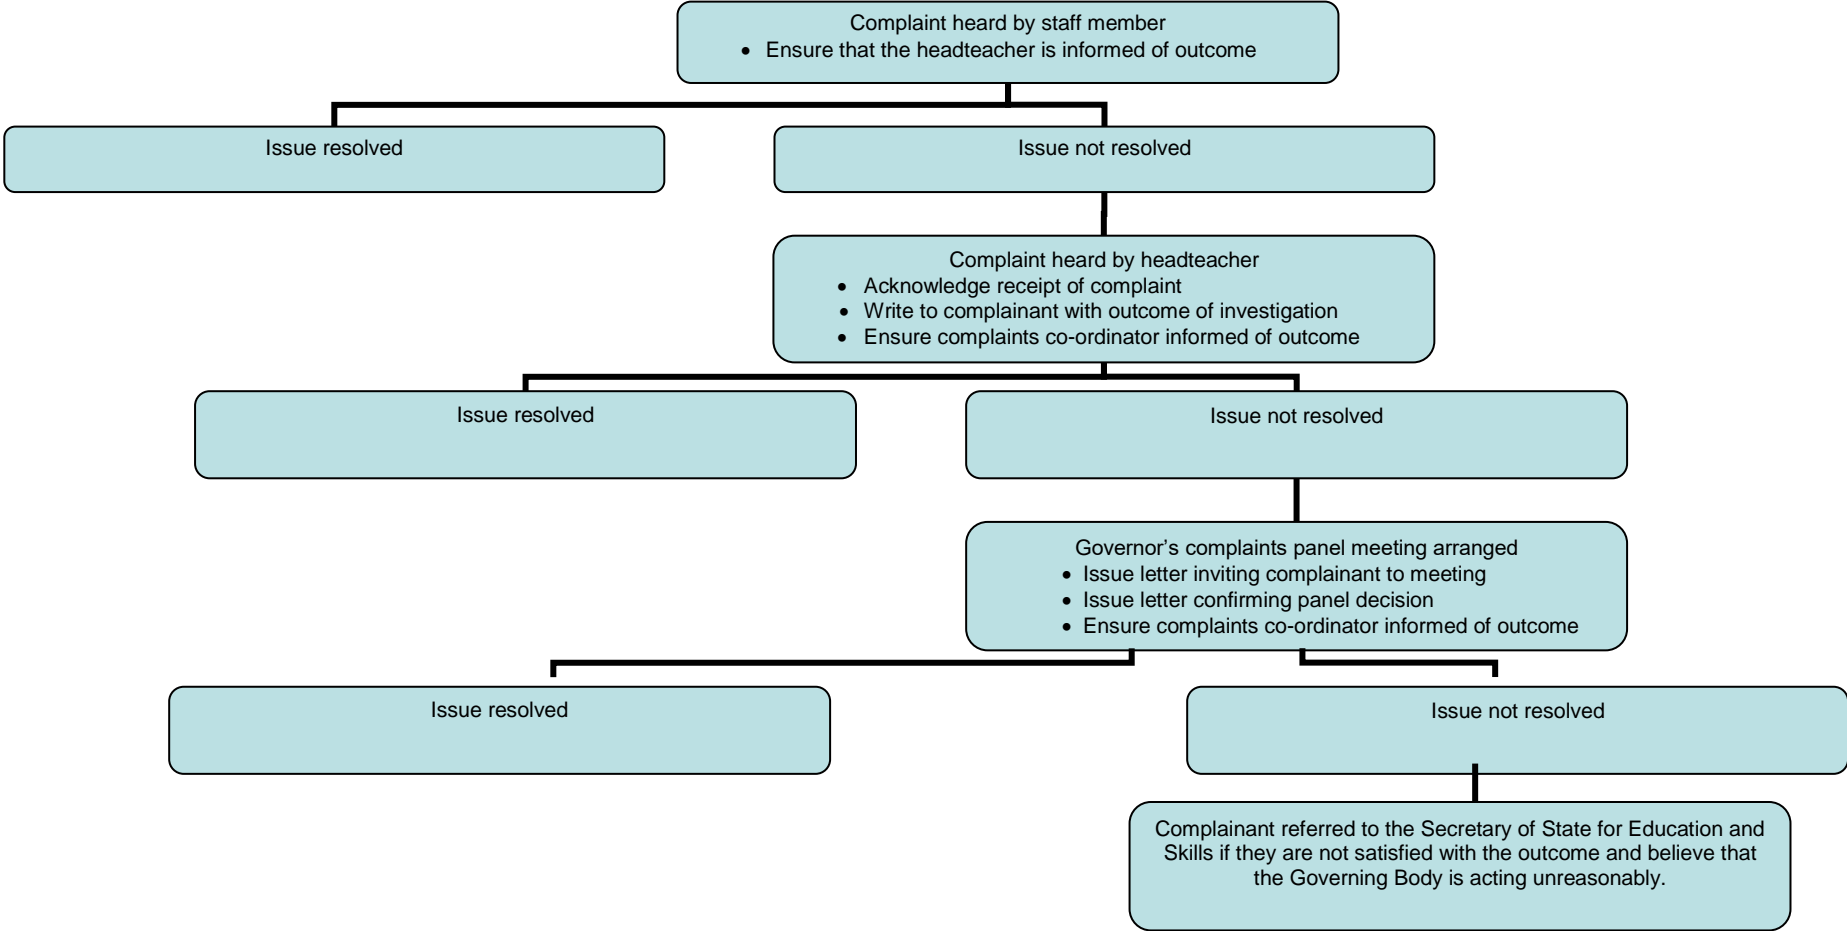 Complaint heard by staff member
• Ensure that the headteacher is informed of outcome
Issue resolved
Issue not resolved
Complaint heard by headteacher
• Acknowledge receipt of complaint
• Write to complainant with outcome of investigation
• Ensure complaints co-ordinator informed of outcome
Issue resolved
Issue not resolved
Governor’s complaints panel meeting arranged
• Issue letter inviting complainant to meeting
• Issue letter confirming panel decision
• Ensure complaints co-ordinator informed of outcome
Issue resolved
Issue not resolved
Complainant referred to the Secretary of State for Education and
Skills if they are not satisfied with the outcome and believe that
the Governing Body is acting unreasonably.